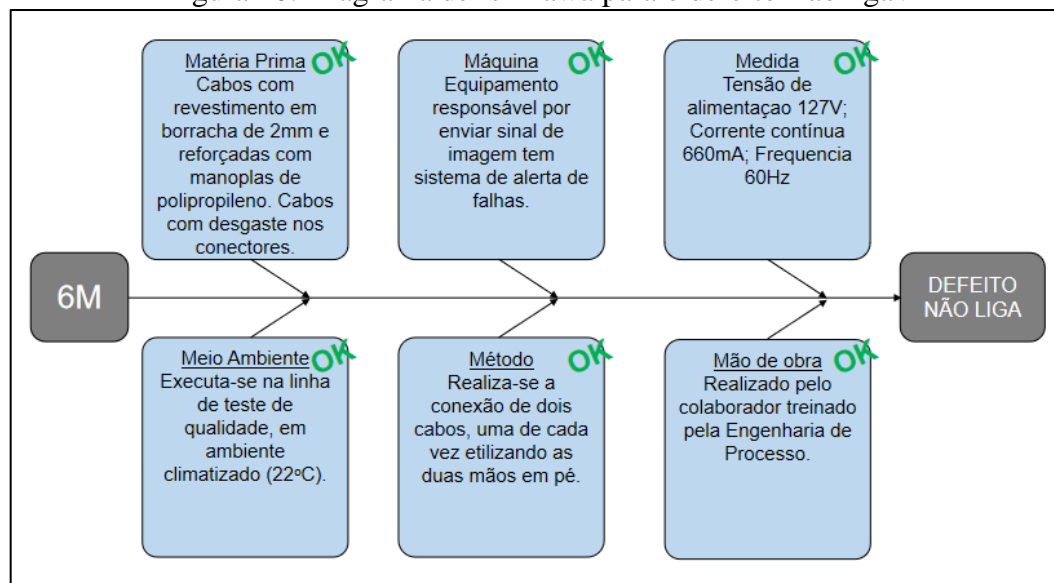 Matéria Prima
OK
Cabos com
revestimento em
borracha de 2mm e
reforçadas com
manoplas de
polipropileno. Cabos
com desgaste nos
conectores.
Máquina
OK
Equipamento
responsável por
enviar sinal de
imagem tem
sistema de alerta de
falhas.
Medida
OK
Tensão de
alimentaçao 127V;
Corrente contínua
660mA; Frequencia
60Hz
6M
DEFEITO
NÃO LIGA
Meio Ambiente
OK
Executa-se na linha
de teste de
qualidade, em
ambiente
climatizado (22ºC).
Método
OK
Realiza-se a
conexão de dois
cabos, uma de cada
vez etilizando as
duas mãos em pé.
Mão de obra
OK
Realizado pelo
colaborador treinado
pela Engenharia de
Processo.